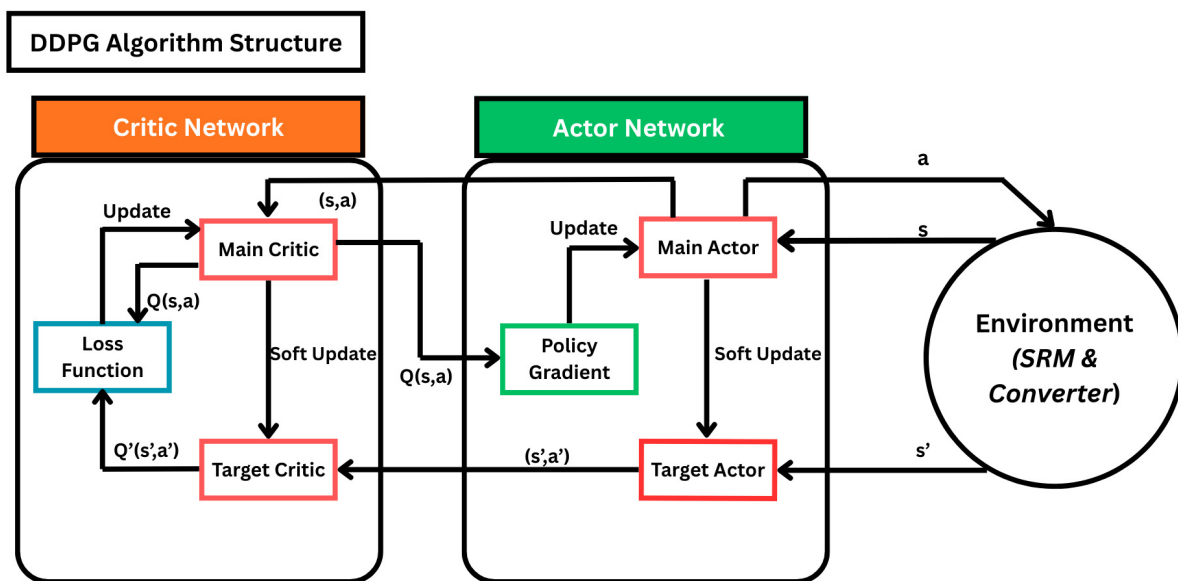 DDPG Algorithm Structure
Critic Network
Actor Network
a
(s,a)
Update
Main Critic
Update
Main Actor
s
Q(s,a)
Loss
Function
Soft Update
Q(s,a)
Policy
Gradient
Soft Update
Environment
(SRM &
Converter)
Q’(s’,a’)
Target Critic
(s’,a’)
Target Actor
s’